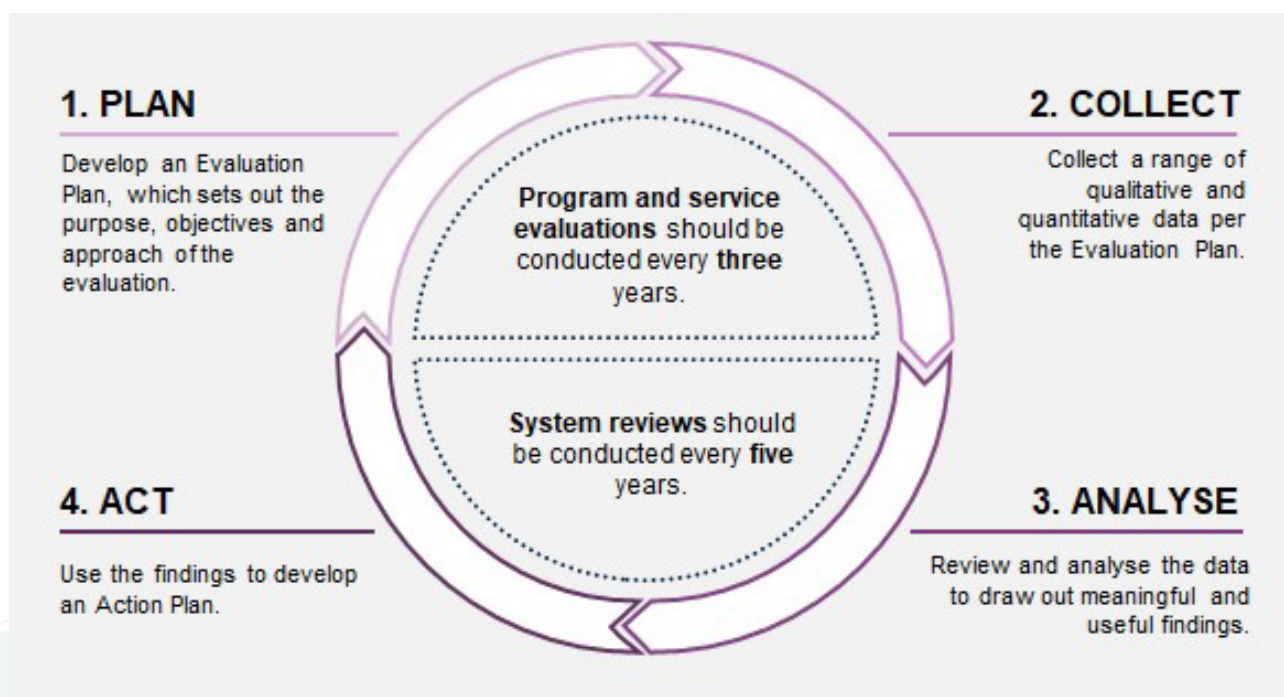 1. PLAN
Develop an Evaluation
Plan, which sets out the
purpose, objectives and
approach of the
evaluation.
2. COLLECT
Collect a range of
qualitative and
quantitative data per
the Evaluation Plan.
Program and service
evaluations should be
conducted every three
years.
System reviews should
be conducted every five
years.
3. ANALYSE
Review and analyse the data
to draw out meaningful and
useful findings.
4. ACT
Use the findings to develop
an Action Plan.